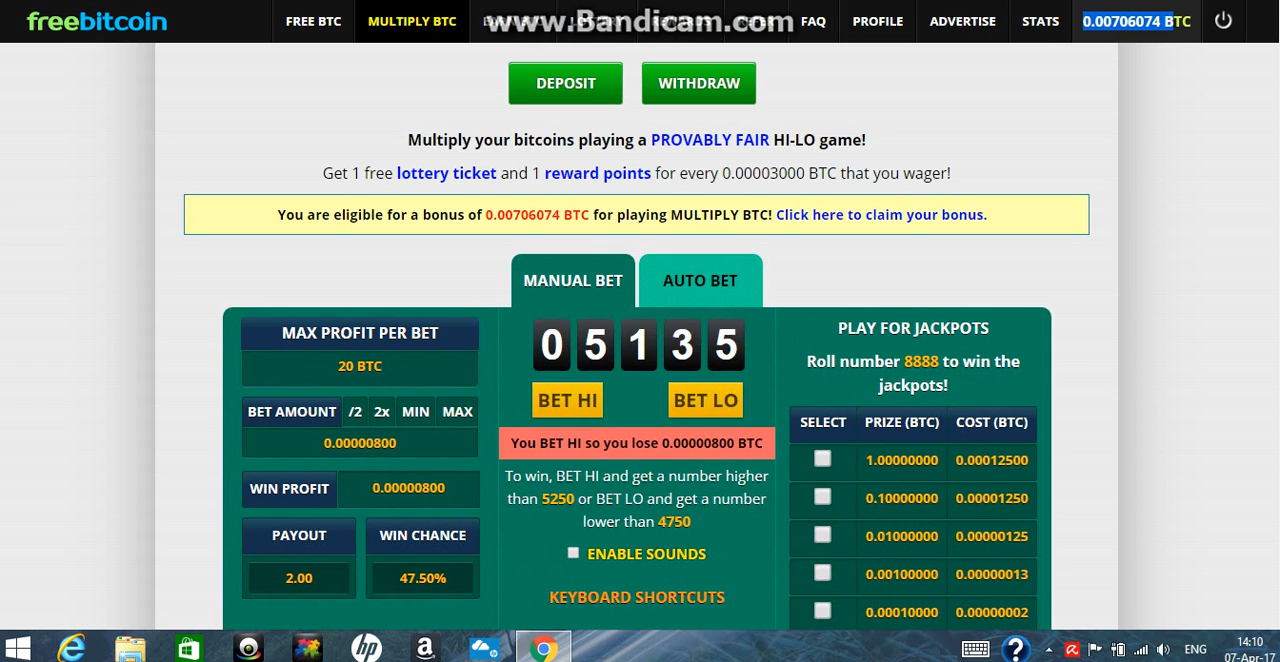 freebitcoin FREE BTC MULTIPLY BTC FAQ PROFILE ADVERTISE STATS 0.00706074 BTC
www.Bandicam.com
DEPOSIT WITHDRAW
Multiply your bitcoins playing a PROVABLY FAIR HI-LO game!
Get 1 free lottery ticket and 1 reward points for every 0.00003000 BTC that you wager!
You are eligible for a bonus of 0.00706074 BTC for playing MULTIPLY BTC! Click here to claim your bonus.
MANUAL BET AUTO BET
MAX PROFIT PER BET
20 BTC
BET AMOUNT /2 2x MIN MAX
0.00000800
WIN PROFIT 0.00000800
PAYOUT WIN CHANCE
2.00 47.50%
0 5 1 3 5
BET HI BET LO
You BET HI so you lose 0.00000800 BTC
To win, BET HI and get a number higher
than 5250 or BET LO and get a number
lower than 4750
ENABLE SOUNDS
KEYBOARD SHORTCUTS
PLAY FOR JACKPOTS
Roll number 8888 to win the
jackpots!
SELECT PRIZE (BTC) COST (BTC)
1.00000000 0.00012500
0.10000000 0.00001250
0.01000000 0.00000125
0.00100000 0.00000013
0.00010000 0.00000002
hp a ? ENG 14:10
07-Apr-17